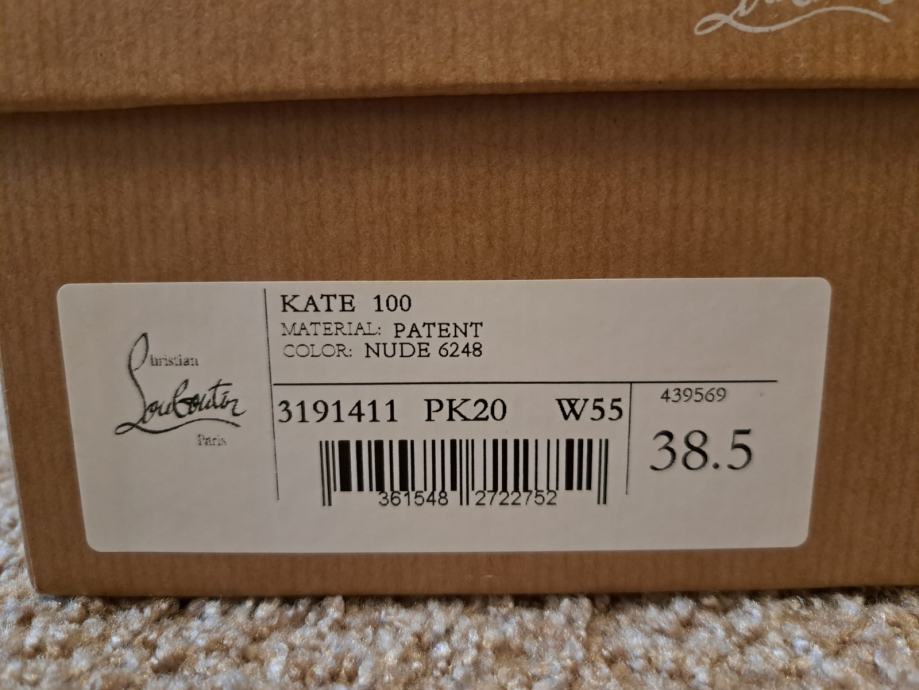 Christian
Louboutin
Paris
KATE 100
MATERIAL: PATENT
COLOR: NUDE 6248
3191411 PK20 W55
439569
38.5
361548 2722752